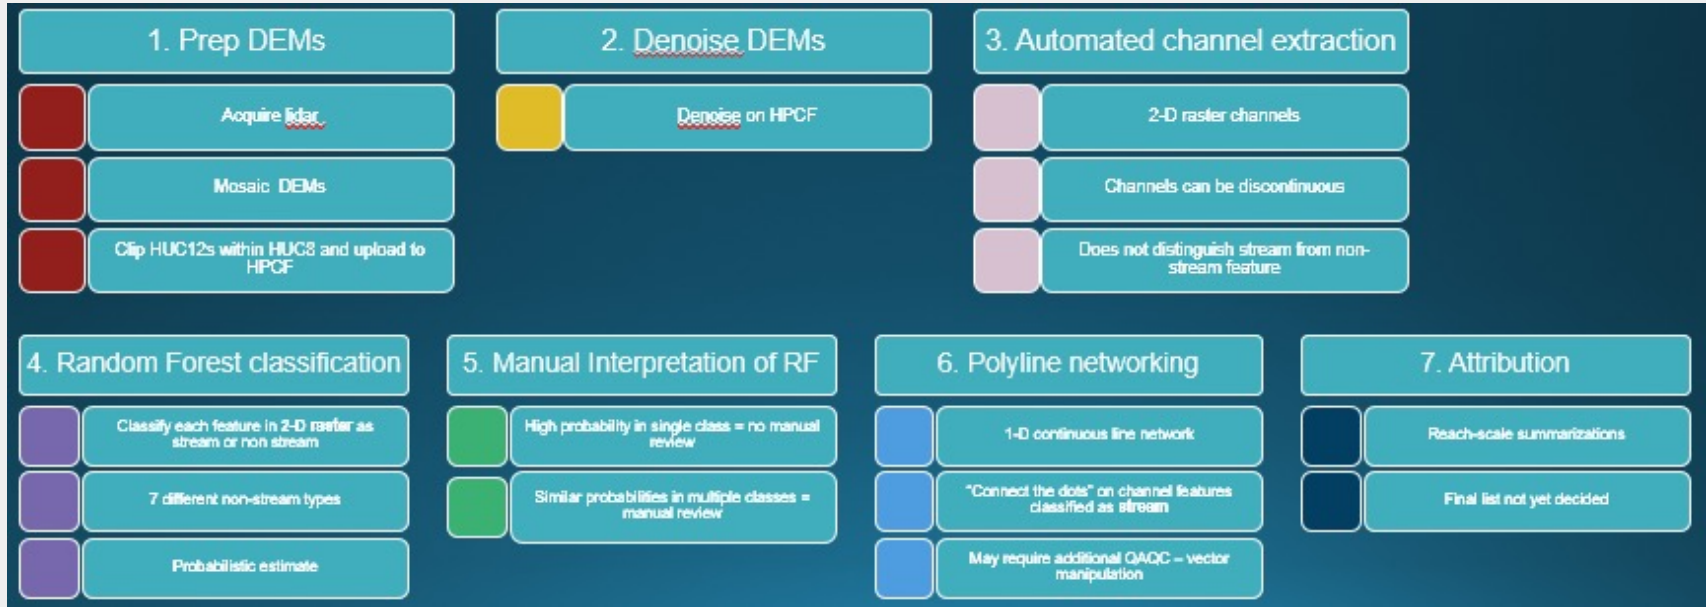 1. Prep DEMs
Acquire lidar
Mosaic DEMs
Clip HUC12s within HUC8 and upload to
HPCF
2. Denoise DEMs
Denoise on HPCF
3. Automated channel extraction
2-D raster channels
Channels can be discontinuous
Does not distinguish stream from non-
stream feature
4. Random Forest classification
Classify each feature in 2-D raster as
stream or non stream
7 different non-stream types
Probabilistic estimate
5. Manual Interpretation of RF
High probability in single class = no manual
review
Similar probabilities in multiple classes =
manual review
6. Polyline networking
1-D continuous line network
"Connect the dots" on channel features
classified as stream
May require additional QAQC – vector
manipulation
7. Attribution
Reach-scale summarizations
Final list not yet decided